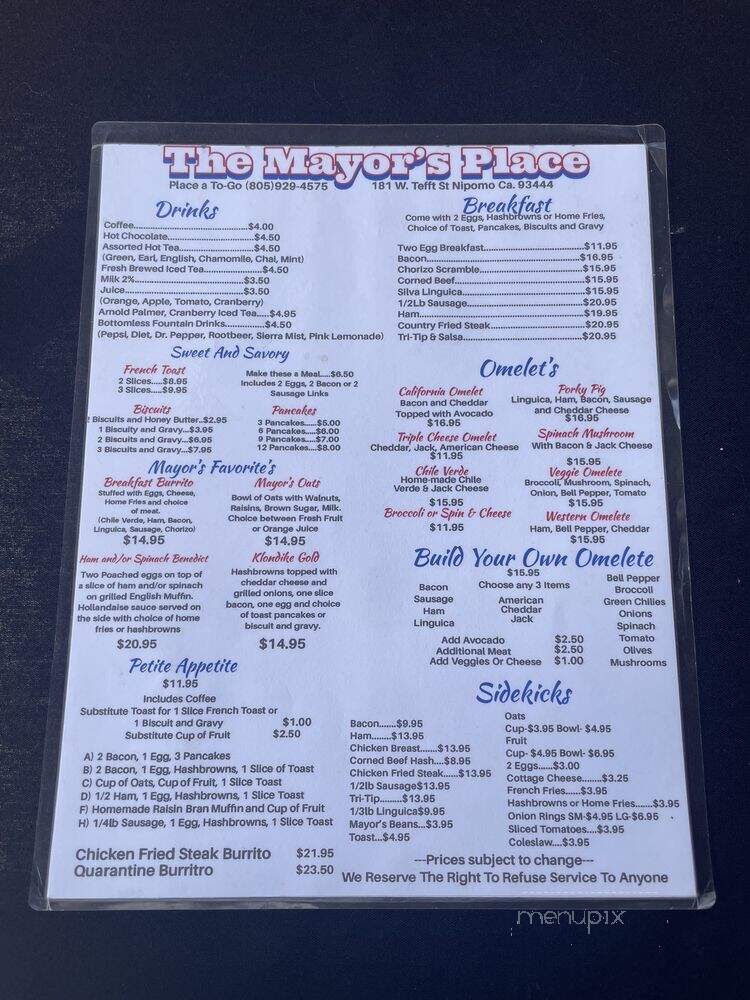 The Mayor's Place
Place a To-Go (805)929-4575 181 W. Tefft St Nipomo Ca. 93444
Drinks
Coffee....................................................$4.00
Hot Chocolate........................................$4.50
Assorted Hot Tea...................................$4.50
(Green, Earl, English, Chamomile, Chai, Mint)
Fresh Brewed Iced Tea...................$4.50
Milk 2%........................................$3.50
Juice...........................................$3.50
(Orange, Apple, Tomato, Cranberry)
Arnold Palmer, Cranberry Iced Tea.....$4.95
Bottomless Fountain Drinks.............$4.50
(Pepsi, Diet, Dr. Pepper, Rootbeer, Sierra Mist, Pink Lemonade)
Sweet And Savory
French Toast
2 Slices.....$8.95
3 Slices.....$9.95
Make these a Meal.....$6.50
Includes 2 Eggs, 2 Bacon or 2
Sausage Links
Biscuits
2 Biscuits and Honey Butter..$2.95
1 Biscuity and Gravy...$3.95
2 Biscuits and Gravy...$6.95
3 Biscuits and Gravy...$7.95
Pancakes
3 Pancakes.....$5.00
6 Pancakes.....$6.00
9 Pancakes.....$7.00
12 Pancakes....$8.00
Mayor's Favorite's
Breakfast Burrito
Stuffed with Eggs, Cheese,
Home Fries and choice
of meat.
(Chile Verde, Ham, Bacon,
Linguica, Sausage, Chorizo)
$14.95
Mayor's Oats
Bowl of Oats with Walnuts,
Raisins, Brown Sugar, Milk.
Choice between Fresh Fruit
or Orange Juice
$14.95
Ham and/or Spinach Benedict
Two Poached eggs on top of
a slice of ham and/or spinach
on grilled English Muffin.
Hollandaise sauce served on
the side with choice of home
fries or hashbrowns
$20.95
Klondike Gold
Hashbrowns topped with
cheddar cheese and
grilled onions, one slice
bacon, one egg and choice
of toast pancakes or
biscuit and gravy.
$14.95
Petite Appetite
$11.95
Includes Coffee
Substitute Toast for 1 Slice French Toast or
1 Biscuit and Gravy $1.00
Substitute Cup of Fruit $2.50
A) 2 Bacon, 1 Egg, 3 Pancakes
B) 2 Bacon, 1 Egg, Hashbrowns, 1 Slice of Toast
C) Cup of Oats, Cup of Fruit, 1 Slice Toast
D) 1/2 Ham, 1 Egg, Hashbrowns, 1 Slice Toast
F) Homemade Raisin Bran Muffin and Cup of Fruit
H) 1/4lb Sausage, 1 Egg, Hashbrowns, 1 Slice Toast
Chicken Fried Steak Burrito $21.95
Quarantine Burritro $23.50
Breakfast
Come with 2 Eggs, Hashbrowns or Home Fries,
Choice of Toast, Pancakes, Biscuits and Gravy
Two Egg Breakfast....................................$11.95
Bacon.......................................................$16.95
Chorizo Scramble......................................$15.95
Corned Beef..............................................$15.95
Silva Linguica............................................$15.95
1/2Lb Sausage..........................................$20.95
Ham..........................................................$19.95
Country Fried Steak...................................$20.95
Tri-Tip & Salsa...........................................$20.95
Omelet's
California Omelet
Bacon and Cheddar
Topped with Avocado
$16.95
Porky Pig
Linguica, Ham, Bacon, Sausage
and Cheddar Cheese
$16.95
Triple Cheese Omelet
Cheddar, Jack, American Cheese
$11.95
Spinach Mushroom
With Bacon & Jack Cheese
$15.95
Chile Verde
Home-made Chile
Verde & Jack Cheese
$15.95
Veggie Omelete
Broccoli, Mushroom, Spinach,
Onion, Bell Pepper, Tomato
$15.95
Broccoli or Spin & Cheese
$11.95
Western Omelete
Ham, Bell Pepper, Cheddar
$15.95
Build Your Own Omelete
$15.95
Choose any 3 Items
Bacon
Sausage
Ham
Linguica
American
Cheddar
Jack
Bell Pepper
Broccoli
Green Chilies
Onions
Spinach
Tomato
Olives
Mushrooms
Add Avocado $2.50
Additional Meat $2.50
Add Veggies Or Cheese $1.00
Sidekicks
Bacon.......$9.95
Ham.......$13.95
Chicken Breast.......$13.95
Corned Beef Hash....$8.95
Chicken Fried Steak......$13.95
1/2lb Sausage$13.95
Tri-Tip.........$13.95
1/3lb Linguica$9.95
Mayor's Beans...$3.95
Toast...$4.95
Oats
Cup-$3.95 Bowl- $4.95
Fruit
Cup- $4.95 Bowl- $6.95
2 Eggs......$3.00
Cottage Cheese........$3.25
French Fries.....$3.95
Hashbrowns or Home Fries.......$3.95
Onion Rings SM-$4.95 LG-$6.95
Sliced Tomatoes....$3.95
Coleslaw....$3.95
---Prices subject to change---
We Reserve The Right To Refuse Service To Anyone
menupix